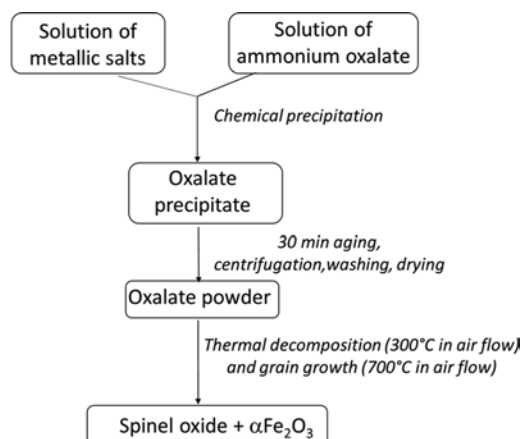 Solution of
metallic salts
Solution of
ammonium oxalate
Chemical precipitation
Oxalate
precipitate
30 min aging,
centrifugation,washing, drying
Oxalate powder
Thermal decomposition (300°C in air flow)
and grain growth (700°C in air flow)
Spinel oxide + αFe₂O₃